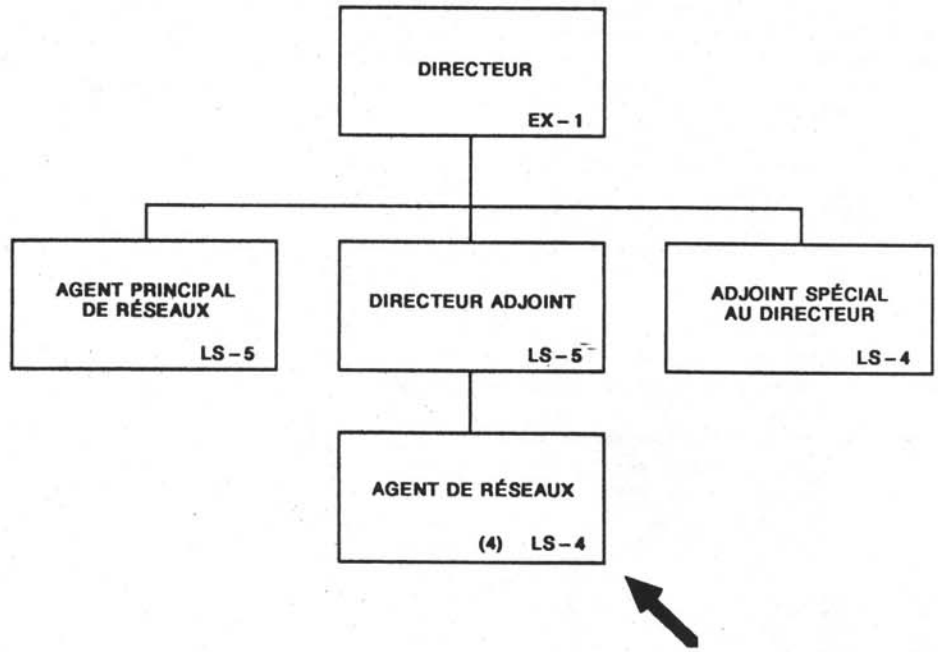 DIRECTEUR
EX – 1
AGENT PRINCIPAL
DE RÉSEAUX
LS – 5
DIRECTEUR ADJOINT
LS – 5
ADJOINT SPÉCIAL
AU DIRECTEUR
LS – 4
AGENT DE RÉSEAUX
(4) LS – 4